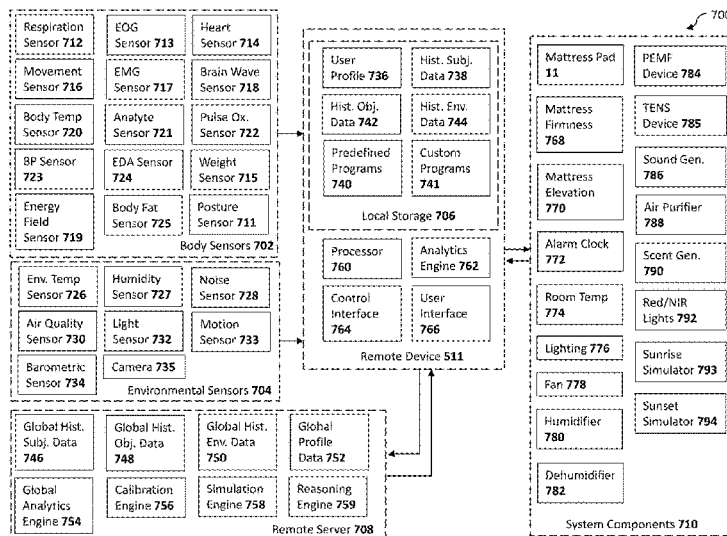 700
Respiration
Sensor 712
EOG
Sensor 713
Heart
Sensor 714
Movement
Sensor 716
EMG
Sensor 717
Brain Wave
Sensor 718
Body Temp
Sensor 720
Analyte
Sensor 721
Pulse Ox.
Sensor 722
BP Sensor
723
EDA Sensor
724
Weight
Sensor 715
Energy
Field
Sensor 719
Body Fat
Sensor 725
Posture
Sensor 711
Body Sensors 702
Env. Temp
Sensor 726
Humidity
Sensor 727
Noise
Sensor 728
Air Quality
Sensor 730
Light
Sensor 732
Motion
Sensor 733
Barometric
Sensor 734
Camera 735
Environmental Sensors 704
Global Hist.
Subj. Data
746
Global Hist.
Obj. Data
748
Global Hist.
Env. Data
750
Global
Profile
Data 752
Global
Analytics
Engine 754
Calibration
Engine 756
Simulation
Engine 758
Reasoning
Engine 759
Remote Server 708
User
Profile 736
Hist. Subj.
Data 738
Hist. Obj.
Data 742
Hist. Env.
Data 744
Predefined
Programs
740
Custom
Programs
741
Local Storage 706
Processor
760
Analytics
Engine 762
Control
Interface
764
User
Interface
766
Remote Device 511
Mattress Pad
11
Mattress
Firmness
768
Mattress
Elevation
770
Alarm Clock
772
Room Temp
774
Lighting 776
Fan 778
Humidifier
780
Dehumidifier
782
PEMF
Device 784
TENS
Device 785
Sound Gen.
786
Air Purifier
788
Scent Gen.
790
Red/NIR
Lights 792
Sunrise
Simulator 793
Sunset
Simulator 794
System Components 710